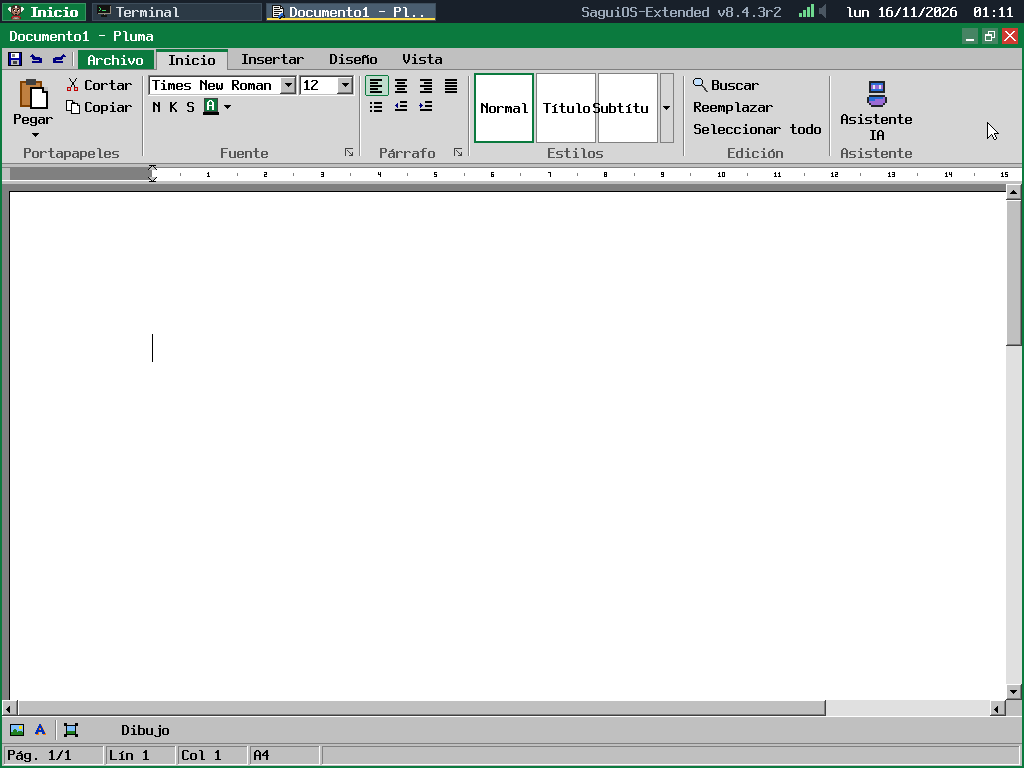 Inicio Terminal Documento1 - Pl.. SaguiOS-Extended v8.4.3r2 lun 16/11/2026 01:11
Documento1 - Pluma
Archivo Inicio Insertar Diseño Vista
Pegar
Cortar
Copiar
Portapapeles
Times New Roman 12
N K S A
Fuente
Párrafo
Normal Título Subtítu
Estilos
Buscar
Reemplazar
Seleccionar todo
Edición
Asistente
IA
Asistente
1 2 3 4 5 6 7 8 9 10 11 12 13 14 15
A Dibujo
Pág. 1/1 Lín 1 Col 1 A4